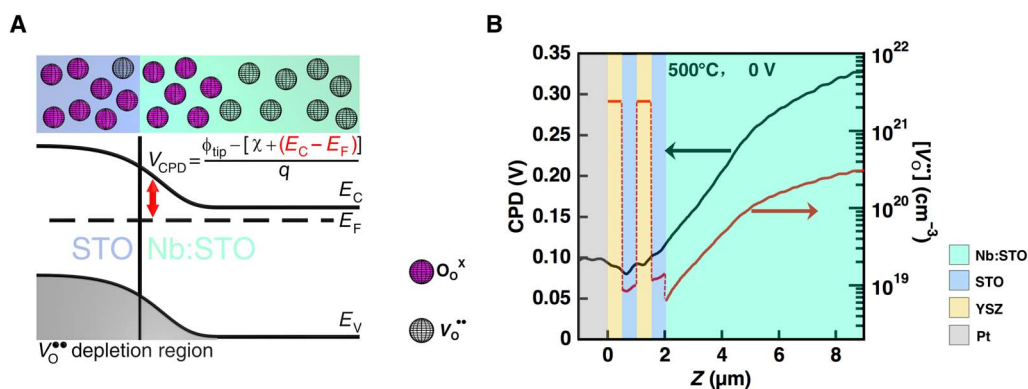 A
V_CPD = ϕ_tip − [χ + (E_C − E_F)] / q
E_C
E_F
STO Nb:STO
E_V
V_O^•• depletion region
O_O^x
V_O^••
B
500°C, 0 V
0.35
0.30
0.25
0.20
0.15
0.10
0.05
0
CPD (V)
0 2 4 6 8
Z (μm)
10^22
10^21
10^20
10^19
[V_O^••] (cm^-3)
Nb:STO
STO
YSZ
Pt